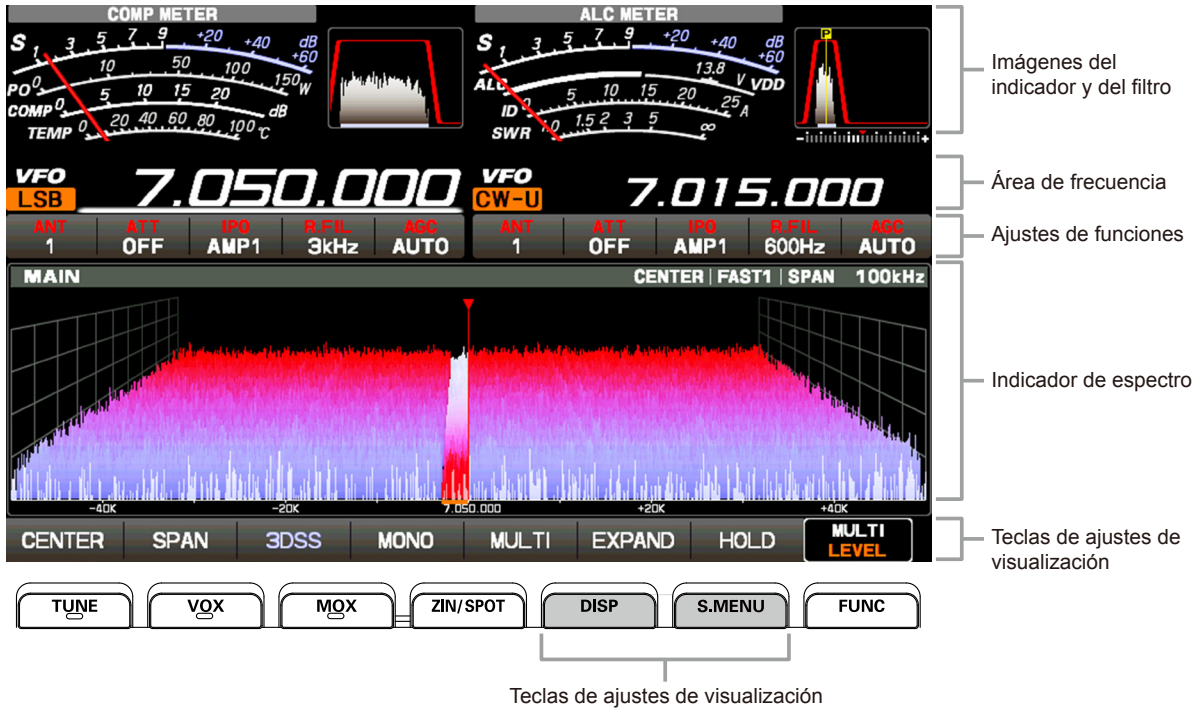 COMP METER
ALC METER
S 1 3 5 7 9 +20 +40 +60 dB
PO 0 10 50 100 150 W
COMP 0 5 10 15 20 dB
TEMP 0 20 40 60 80 100 °C
S 1 3 5 7 9 +20 +40 +60 dB
ALC 13.8 V VDD
ID 0 5 10 15 20 25 A
SWR 1.0 1.5 2 3 5 ∞
P
- +
Imágenes del
indicador y del filtro
VFO
LSB
7.050.000
VFO
CW-U
7.015.000
Área de frecuencia
ANT ATT IPO R.FIL AGC
1 OFF AMP1 3kHz AUTO
ANT ATT IPO R.FIL AGC
1 OFF AMP1 600Hz AUTO
Ajustes de funciones
MAIN
CENTER | FAST1 | SPAN 100kHz
Indicador de espectro
-40K -20K 7.050.000 +20K +40K
CENTER SPAN 3DSS MONO MULTI EXPAND HOLD MULTI
LEVEL
Teclas de ajustes de
visualización
TUNE VOX MOX ZIN/SPOT DISP S.MENU FUNC
Teclas de ajustes de visualización